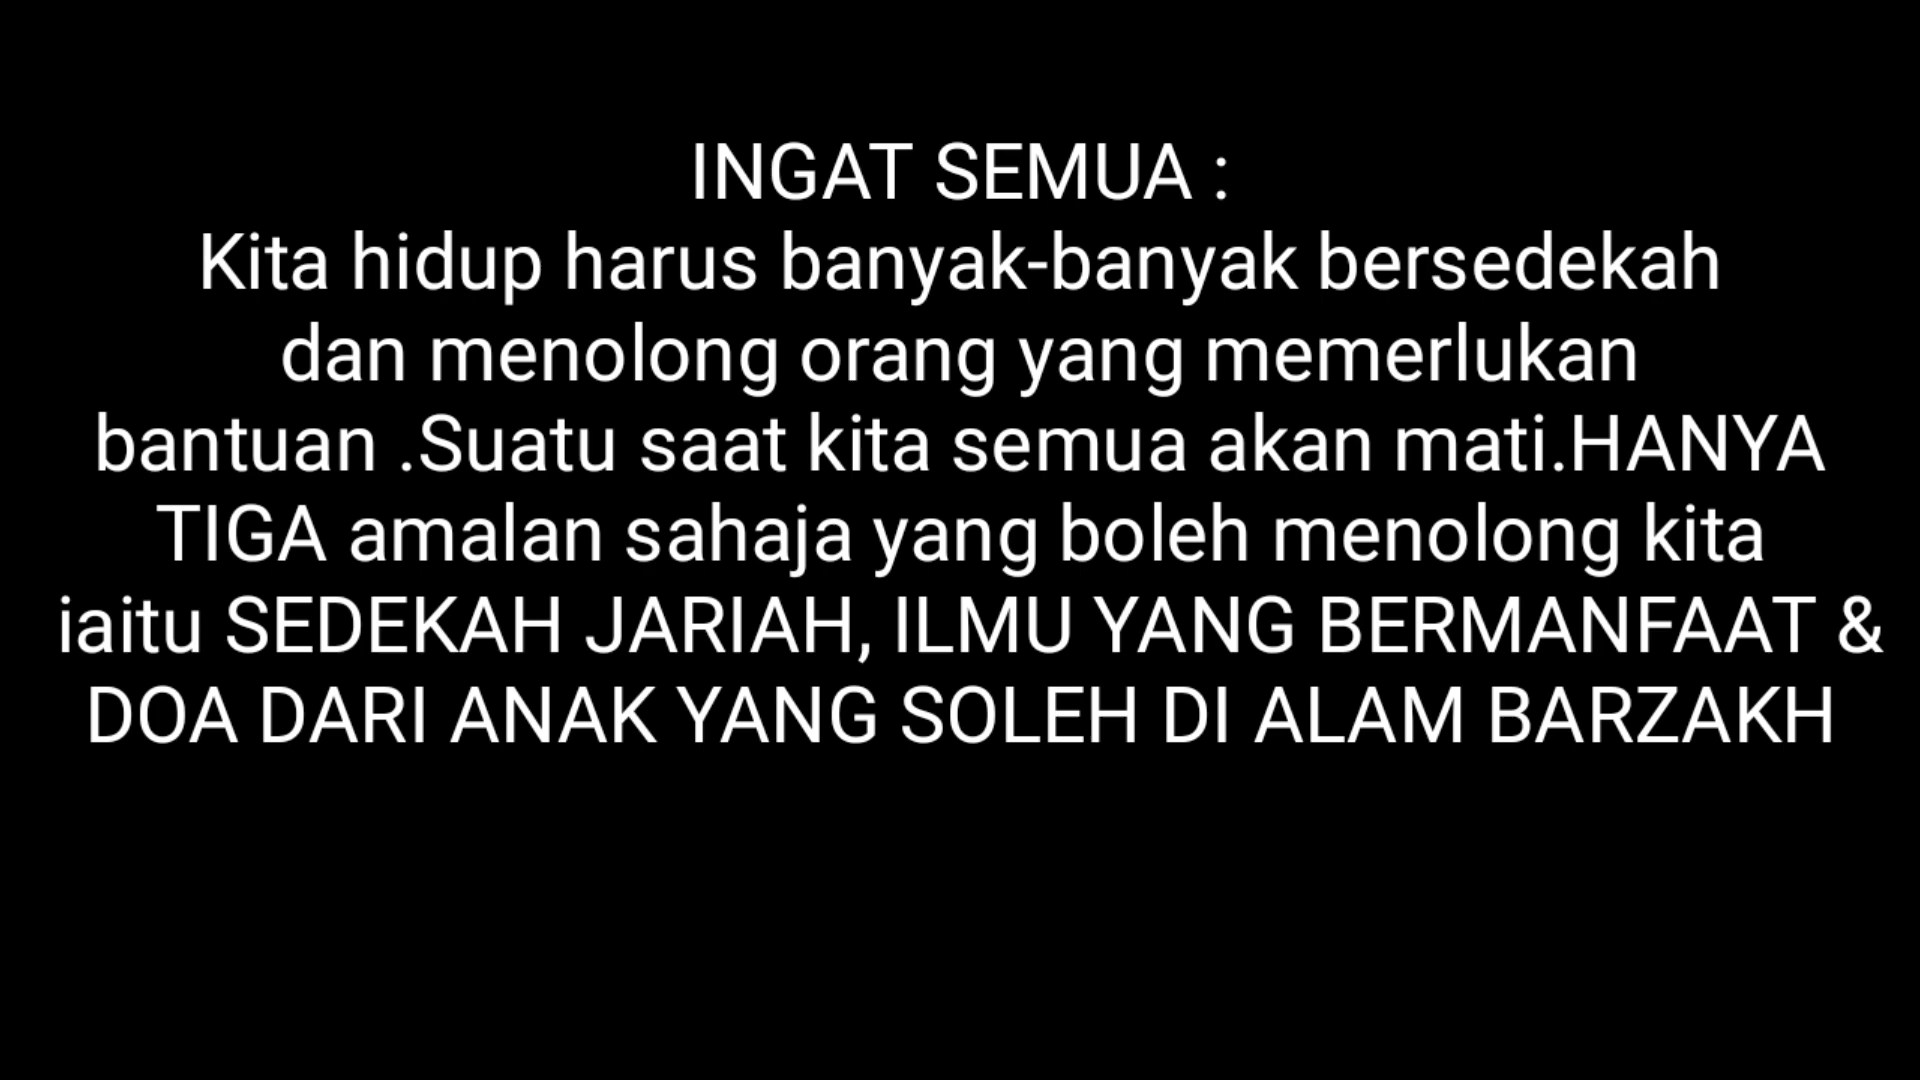 INGAT SEMUA :
Kita hidup harus banyak-banyak bersedekah
dan menolong orang yang memerlukan
bantuan .Suatu saat kita semua akan mati.HANYA
TIGA amalan sahaja yang boleh menolong kita
iaitu SEDEKAH JARIAH, ILMU YANG BERMANFAAT &
DOA DARI ANAK YANG SOLEH DI ALAM BARZAKH